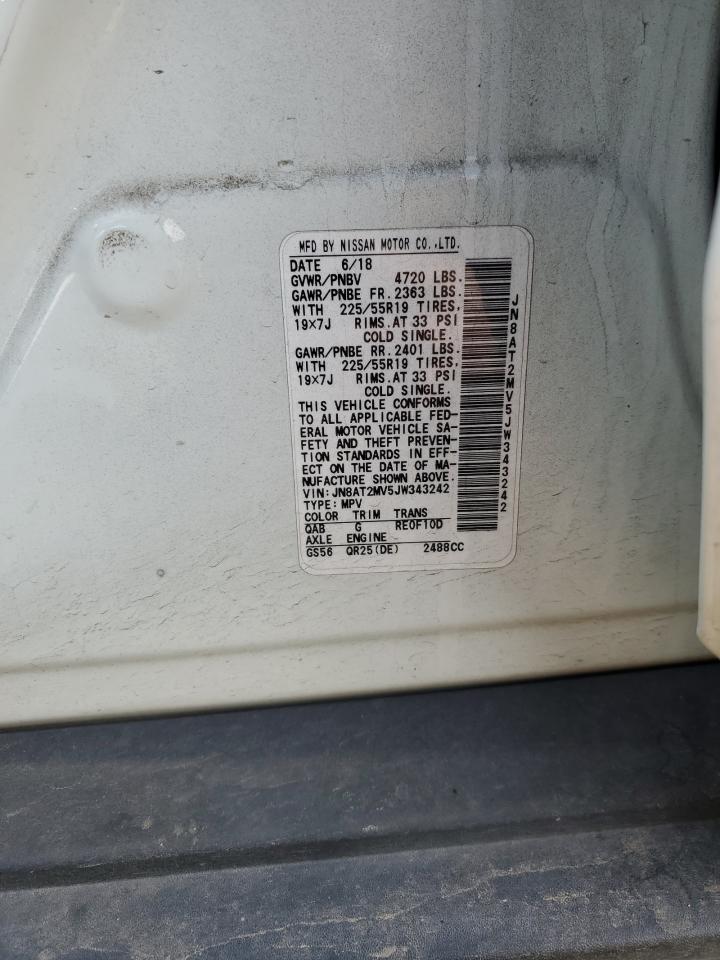 MFD BY NISSAN MOTOR CO.,LTD.
DATE 6/18
GVWR/PNBV 4720 LBS.
GAWR/PNBE FR. 2363 LBS.
WITH 225/55R19 TIRES,
19×7J RIMS.AT 33 PSI
COLD SINGLE.
GAWR/PNBE RR. 2401 LBS.
WITH 225/55R19 TIRES,
19×7J RIMS.AT 33 PSI
COLD SINGLE.
THIS VEHICLE CONFORMS
TO ALL APPLICABLE FED-
ERAL MOTOR VEHICLE SA-
FETY AND THEFT PREVEN-
TION STANDARDS IN EFF-
ECT ON THE DATE OF MA-
NUFACTURE SHOWN ABOVE.
VIN:JN8AT2MV5JW343242
TYPE:MPV
COLOR TRIM TRANS
QAB G RE0F10D
AXLE ENGINE
GS56 QR25(DE) 2488CC
JN8AT2MV5JW343242